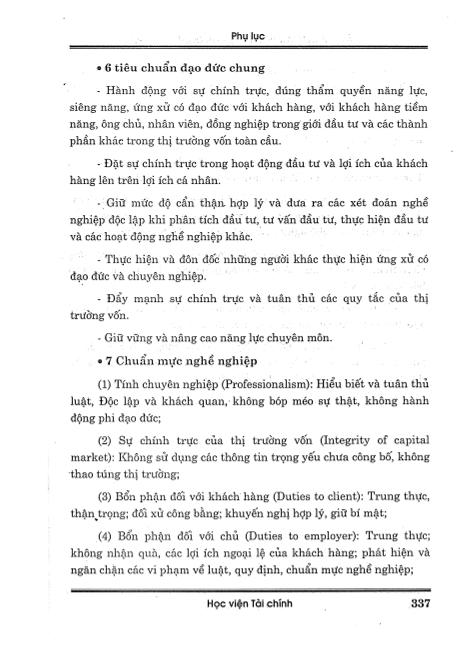 Phụ lục
• 6 tiêu chuẩn đạo đức chung
- Hành động với sự chính trực, đúng thẩm quyền năng lực,
siêng năng, ứng xử có đạo đức với khách hàng, với khách hàng tiềm
năng, ông chủ, nhân viên, đồng nghiệp trong giới đầu tư và các thành
phần khác trong thị trường vốn toàn cầu.
- Đặt sự chính trực trong hoạt động đầu tư và lợi ích của khách
hàng lên trên lợi ích cá nhân.
- Giữ mức độ cẩn thận hợp lý và đưa ra các xét đoán nghề
nghiệp độc lập khi phân tích đầu tư, tư vấn đầu tư, thực hiện đầu tư
và các hoạt động nghề nghiệp khác.
- Thực hiện và đôn đốc những người khác thực hiện ứng xử có
đạo đức và chuyên nghiệp.
- Đẩy mạnh sự chính trực và tuân thủ các quy tắc của thị
trường vốn.
- Giữ vững và nâng cao năng lực chuyên môn.
• 7 Chuẩn mực nghề nghiệp
(1) Tính chuyên nghiệp (Professionalism): Hiểu biết và tuân thủ
luật, Độc lập và khách quan, không bóp méo sự thật, không hành
động phi đạo đức;
(2) Sự chính trực của thị trường vốn (Integrity of capital
market): Không sử dụng các thông tin trọng yếu chưa công bố, không
thao túng thị trường;
(3) Bổn phận đối với khách hàng (Duties to client): Trung thực,
thận trọng; đối xử công bằng; khuyến nghị hợp lý, giữ bí mật;
(4) Bổn phận đối với chủ (Duties to employer): Trung thực;
không nhận quà, các lợi ích ngoại lệ của khách hàng; phát hiện và
ngăn chặn các vi phạm về luật, quy định, chuẩn mực nghề nghiệp;
Học viện Tài chính 337